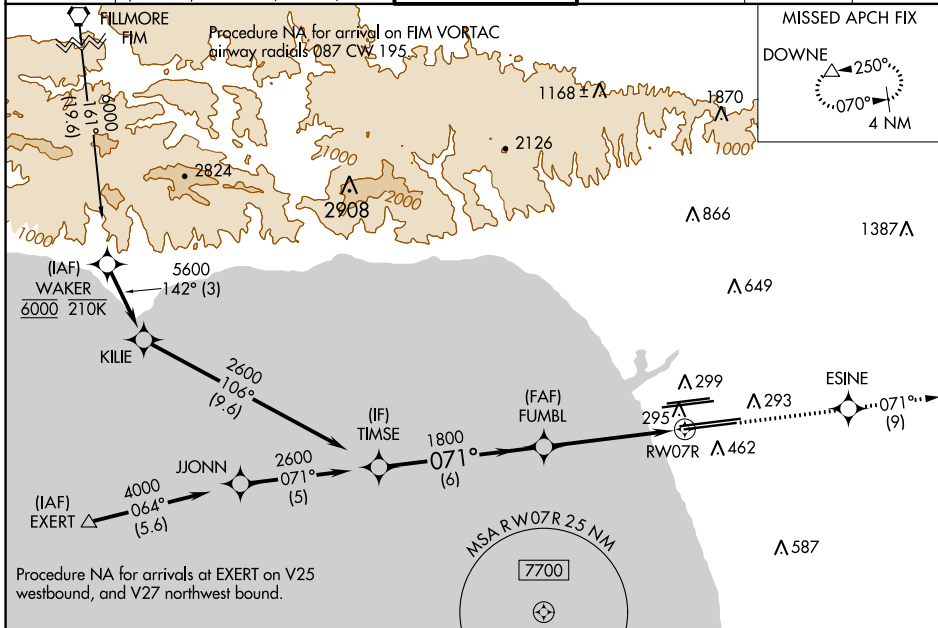 FILLMORE
FIM
Procedure NA for arrival on FIM VORTAC
airway radials 087 CW 195.
MISSED APCH FIX
DOWNE
250°
070°
4 NM
6000
161°
(19.6)
1168 ±
1870
1000
1000
2126
2824
2908
2000
1000
866
1387
(IAF)
WAKER
6000 210K
5600
142° (3)
649
KILIE
2600
106°
(9.6)
299
295
293
ESINE
071°
(9)
(IF)
TIMSE
(FAF)
FUMBL
1800
071°
(6)
RW07R
462
JJONN
2600
071°
(5)
(IAF)
EXERT
4000
064°
(5.6)
587
MSA RW07R 25 NM
7700
Procedure NA for arrivals at EXERT on V25
westbound, and V27 northwest bound.